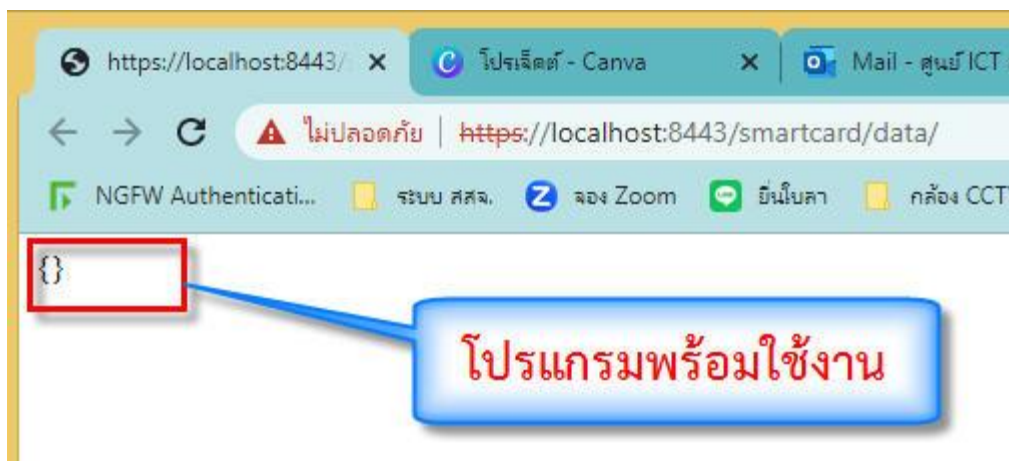 https://localhost:8443/
โปรเจ็คต์ - Canva
Mail - ศูนย์ ICT
ไม่ปลอดภัย | https://localhost:8443/smartcard/data/
NGFW Authenticati...
ระบบ สสจ.
จอง Zoom
ยื่นใบลา
กล้อง CCT
{}
โปรแกรมพร้อมใช้งาน